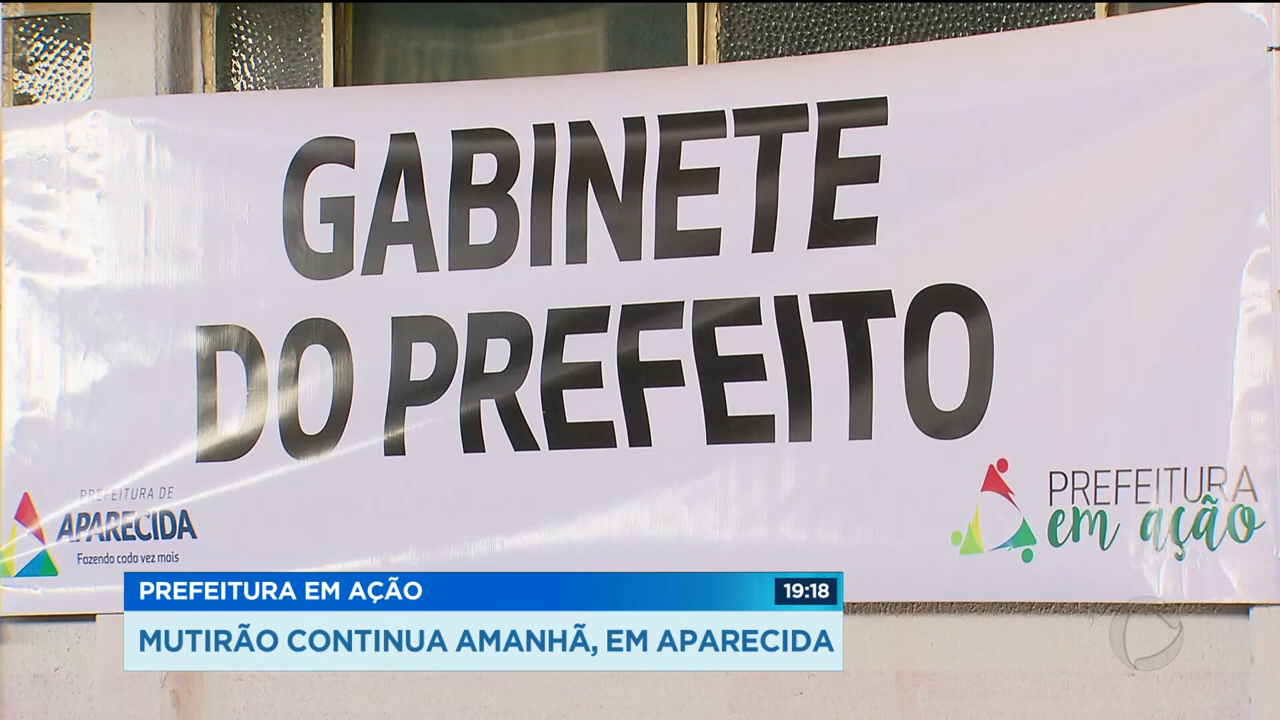 GABINETE
DO PREFEITO
PREFEITURA DE
APARECIDA
Fazendo cada vez mais
PREFEITURA
em ação
PREFEITURA EM AÇÃO
19:18
MUTIRÃO CONTINUA AMANHÃ, EM APARECIDA